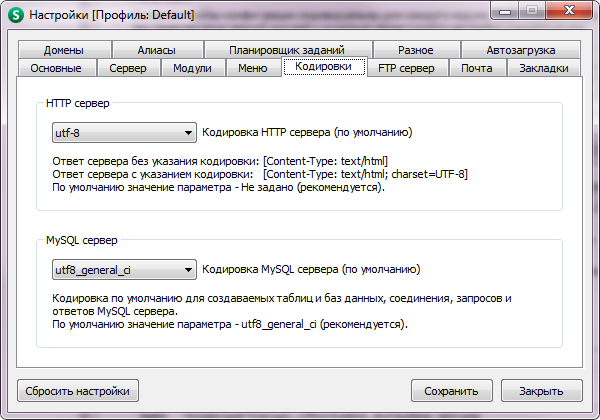 Настройки [Профиль: Default]
Домены Алиасы Планировщик заданий Разное Автозагрузка
Основные Сервер Модули Меню Кодировки FTP сервер Почта Закладки
HTTP сервер
utf-8 Кодировка HTTP сервера (по умолчанию)
Ответ сервера без указания кодировки: [Content-Type: text/html]
Ответ сервера с указанием кодировки: [Content-Type: text/html; charset=UTF-8]
По умолчанию значение параметра - Не задано (рекомендуется).
MySQL сервер
utf8_general_ci Кодировка MySQL сервера (по умолчанию)
Кодировка по умолчанию для создаваемых таблиц и баз данных, соединения, запросов и
ответов MySQL сервера.
По умолчанию значение параметра - utf8_general_ci (рекомендуется).
Сбросить настройки Сохранить Закрыть